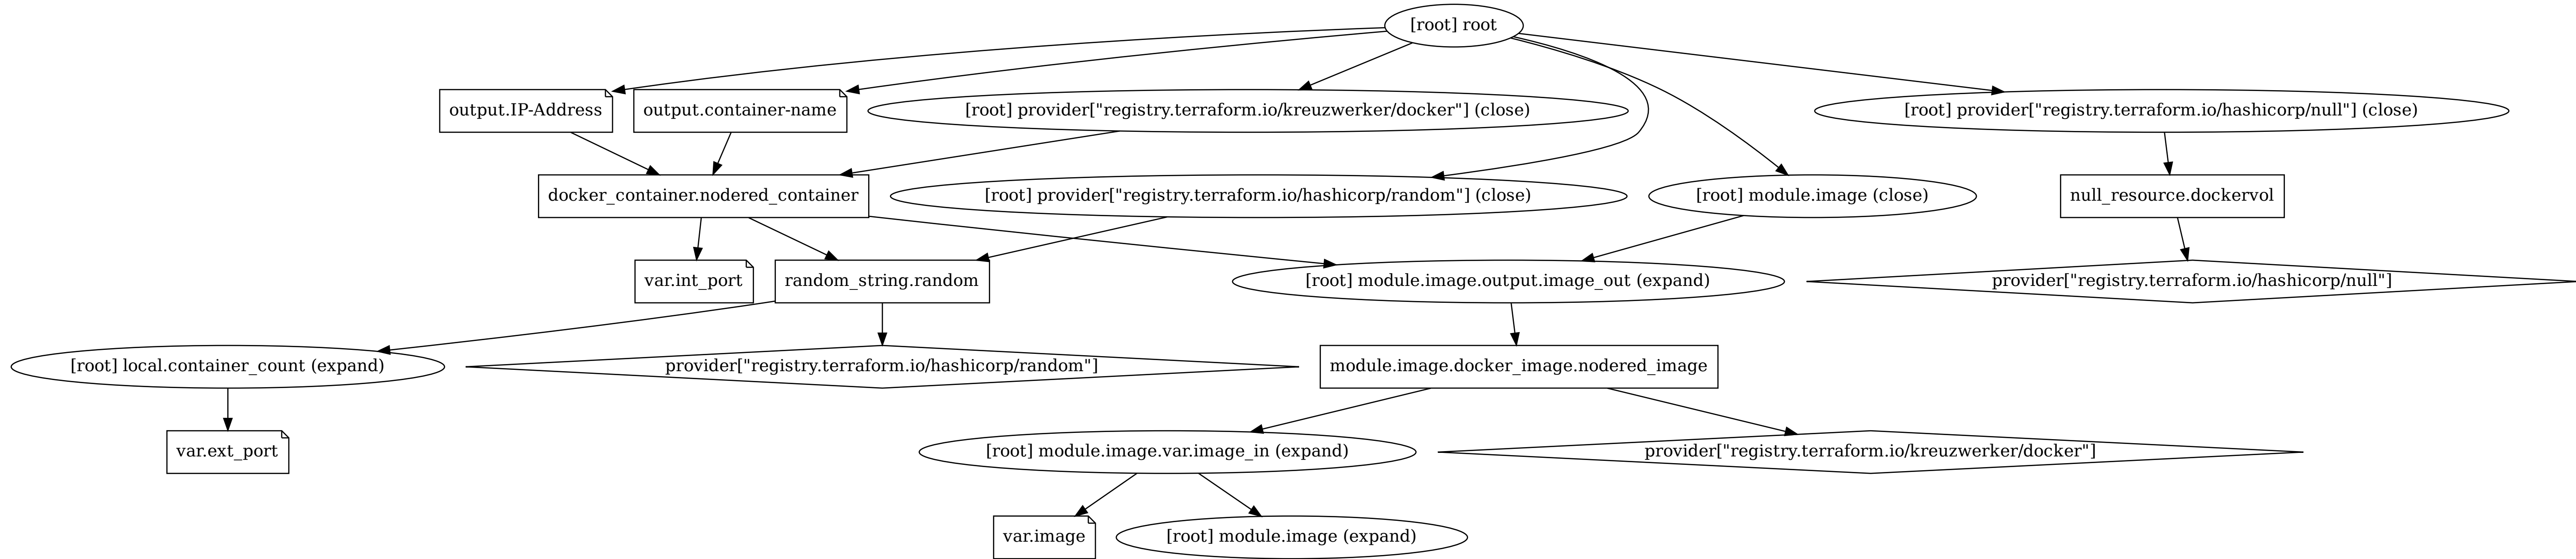 [root] root
output.IP-Address
output.container-name
[root] provider["registry.terraform.io/kreuzwerker/docker"] (close)
[root] provider["registry.terraform.io/hashicorp/null"] (close)
docker_container.nodered_container
[root] provider["registry.terraform.io/hashicorp/random"] (close)
[root] module.image (close)
null_resource.dockervol
var.int_port
random_string.random
[root] module.image.output.image_out (expand)
provider["registry.terraform.io/hashicorp/null"]
[root] local.container_count (expand)
provider["registry.terraform.io/hashicorp/random"]
module.image.docker_image.nodered_image
var.ext_port
[root] module.image.var.image_in (expand)
provider["registry.terraform.io/kreuzwerker/docker"]
var.image
[root] module.image (expand)